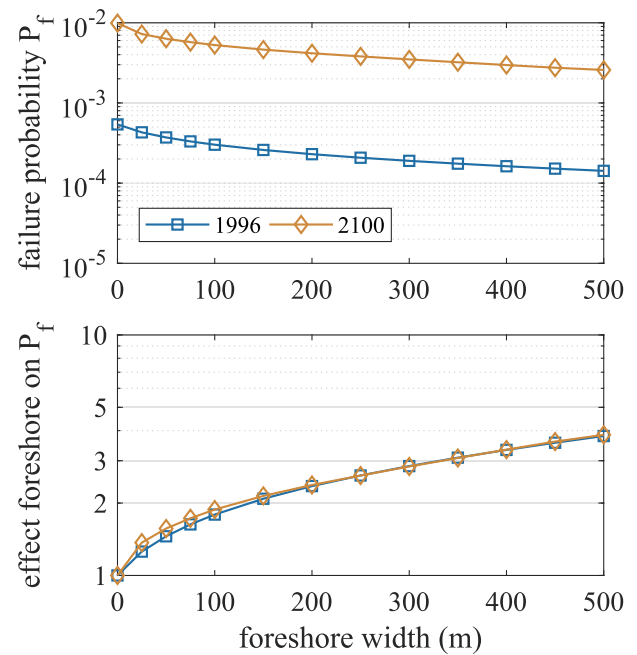 failure probability P_f
10^-2
10^-3
10^-4
10^-5
1996
2100
0 100 200 300 400 500
effect foreshore on P_f
10
5
3
2
1
0 100 200 300 400 500
foreshore width (m)